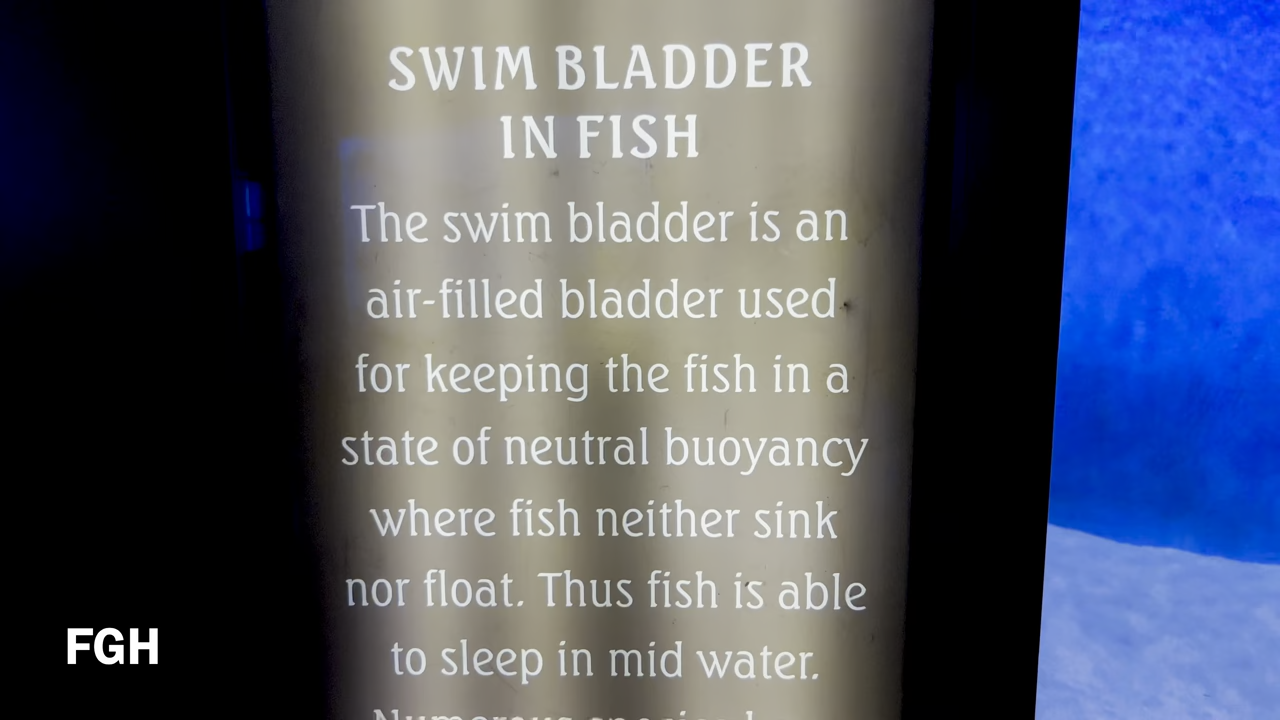 SWIM BLADDER
IN FISH
The swim bladder is an
air-filled bladder used
for keeping the fish in a
state of neutral buoyancy
where fish neither sink
nor float. Thus fish is able
to sleep in mid water.
FGH